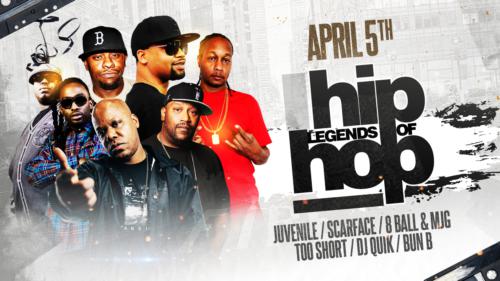 APRIL 5TH
hip
LEGENDS OF
hop
JUVENILE / SCARFACE / 8 BALL & MJG
TOO SHORT / DJ QUIK / BUN B
B